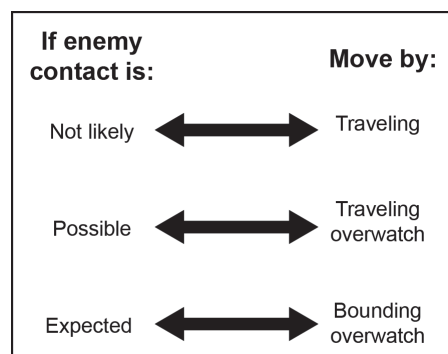 If enemy
contact is:
Move by:
Not likely
Traveling
Possible
Traveling
overwatch
Expected
Bounding
overwatch